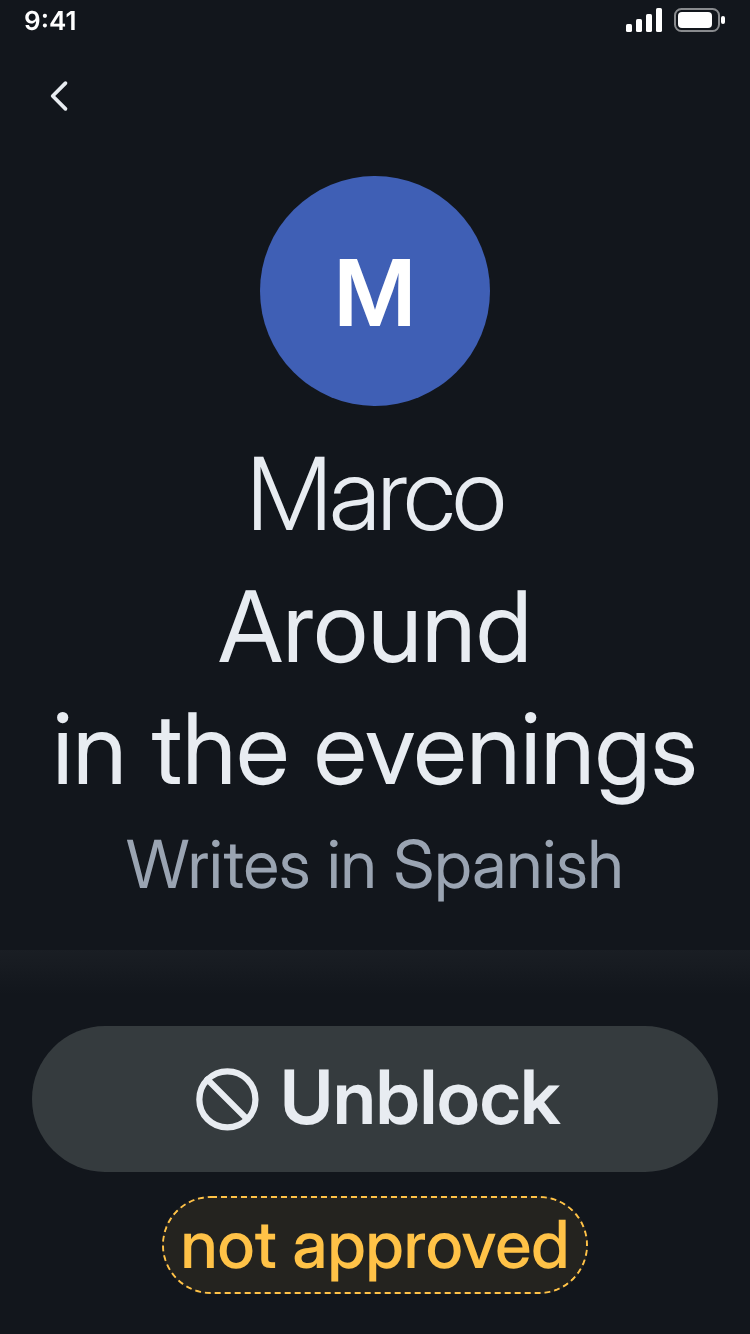 9:41
M
Marco
Around
in the evenings
Writes in Spanish
Unblock
not approved